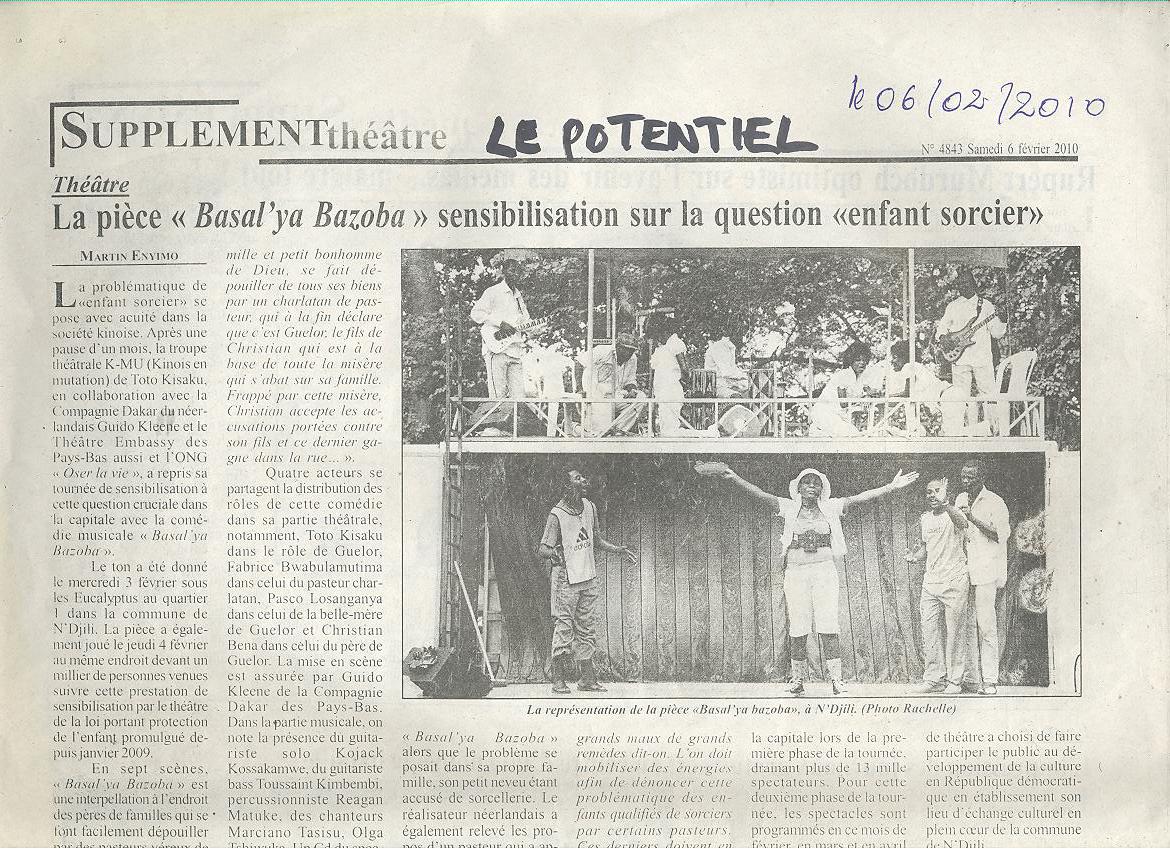 le 06/02/2010
SUPPLEMENT théâtre
LE POTENTIEL
N° 4843 Samedi 6 février 2010
Théâtre
La pièce « Basal'ya Bazoba » sensibilisation sur la question «enfant sorcier»
MARTIN ENYIMO
La problématique de
«enfant sorcier» se
pose avec acuité dans la
société kinoise. Après une
pause d'un mois, la troupe
théâtrale K-MU (Kinois en
mutation) de Toto Kisaku,
en collaboration avec la
Compagnie Dakar du néer-
landais Guido Kleene et le
Théâtre Embassy des
Pays-Bas aussi et l'ONG
« Oser la vie », a repris sa
tournée de sensibilisation à
cette question cruciale dans
la capitale avec la comé-
die musicale « Basal'ya
Bazoba ».
Le ton a été donné
le mercredi 3 février sous
les Eucalyptus au quartier
1 dans la commune de
N'Djili. La pièce a égale-
ment joué le jeudi 4 février
au même endroit devant un
millier de personnes venues
suivre cette prestation de
sensibilisation par le théâtre
de la loi portant protection
de l'enfant promulgué de-
puis janvier 2009.
En sept scènes,
« Basal'ya Bazoba » est
une interpellation à l'endroit
des pères de familles qui se
font facilement dépouiller
par des pasteurs véreux de
mille et petit bonhomme
de Dieu, se fait dé-
pouiller de tous ses biens
par un charlatan de pas-
teur, qui à la fin déclare
que c'est Guelor, le fils de
Christian qui est à la
base de toute la misère
qui s'abat sur sa famille.
Frappé par cette misère,
Christian accepte les ac-
cusations portées contre
son fils et ce dernier ga-
gne dans la rue... ».
Quatre acteurs se
partagent la distribution des
rôles de cette comédie
dans sa partie théâtrale,
notamment, Toto Kisaku
dans le rôle de Guelor,
Fabrice Bwabulamutima
dans celui du pasteur char-
latan, Pasco Losanganya
dans celui de la belle-mère
de Guelor et Christian
Bena dans celui du père de
Guelor. La mise en scène
est assurée par Guido
Kleene de la Compagnie
Dakar des Pays-Bas.
Dans la partie musicale, on
note la présence du guita-
riste solo Kojack
Kossakamwe, du guitariste
bass Toussaint Kimbembi,
percussionniste Reagan
Matuke, des chanteurs
Marciano Tasisu, Olga
adidas
La représentation de la pièce «Basal'ya bazoba», à N'Djili. (Photo Rachelle)
« Basal'ya Bazoba »
alors que le problème se
posait dans sa propre fa-
mille, son petit neveu étant
accusé de sorcellerie. Le
réalisateur néerlandais a
également relevé les pro-
pos d'un pasteur qui a ap-
grands maux de grands
remèdes dit-on. L'on doit
mobiliser des énergies
afin de dénoncer cette
problématique des en-
fants qualifiés de sorciers
par certains pasteurs.
Ces derniers doivent en
la capitale lors de la pre-
mière phase de la tournée,
drainant plus de 13 mille
spectateurs. Pour cette
deuxième phase de la tour-
née, les spectacles sont
programmés en ce mois de
février, en mars et en avril
de théâtre a choisi de faire
participer le public au dé-
veloppement de la culture
en République démocrati-
que en établissement son
lieu d'échange culturel en
plein cœur de la commune
de N'Djili.